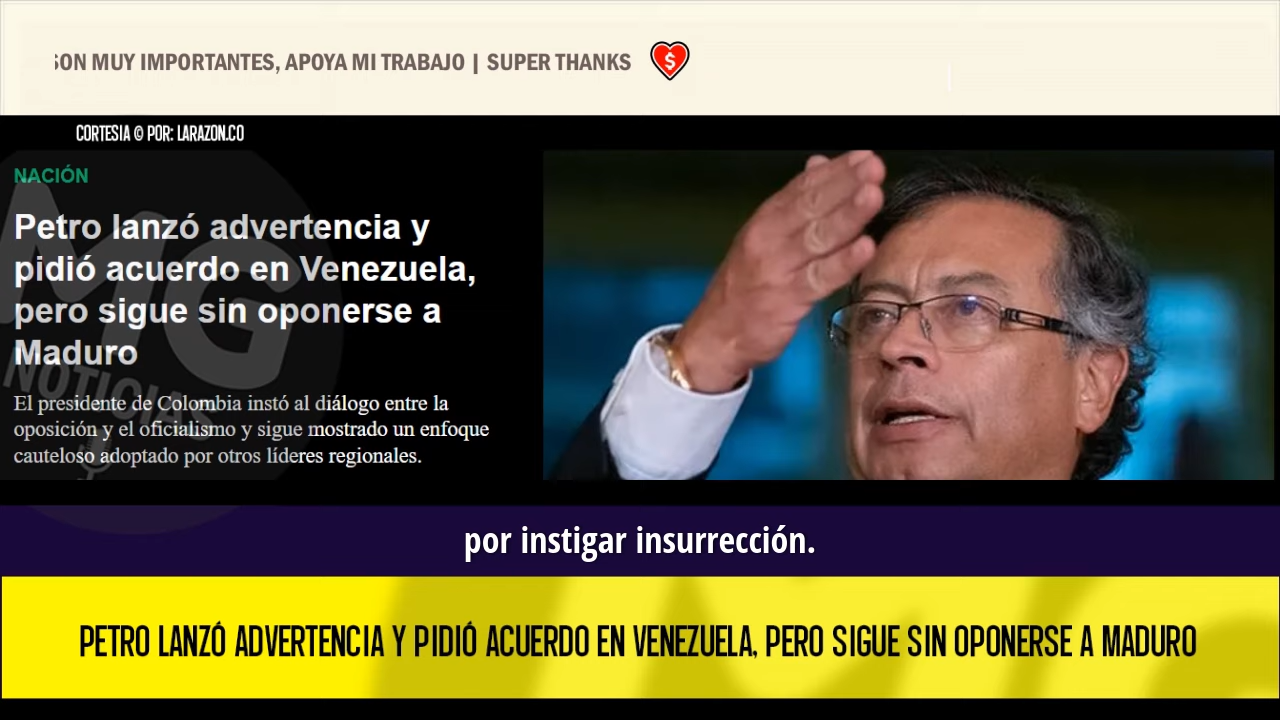 SON MUY IMPORTANTES, APOYA MI TRABAJO | SUPER THANKS
CORTESIA © POR: LARAZON.CO
NACIÓN
Petro lanzó advertencia y
pidió acuerdo en Venezuela,
pero sigue sin oponerse a
Maduro
El presidente de Colombia instó al diálogo entre la
oposición y el oficialismo y sigue mostrado un enfoque
cauteloso adoptado por otros líderes regionales.
MG
NOTICIAS
por instigar insurrección.
PETRO LANZÓ ADVERTENCIA Y PIDIÓ ACUERDO EN VENEZUELA, PERO SIGUE SIN OPONERSE A MADURO